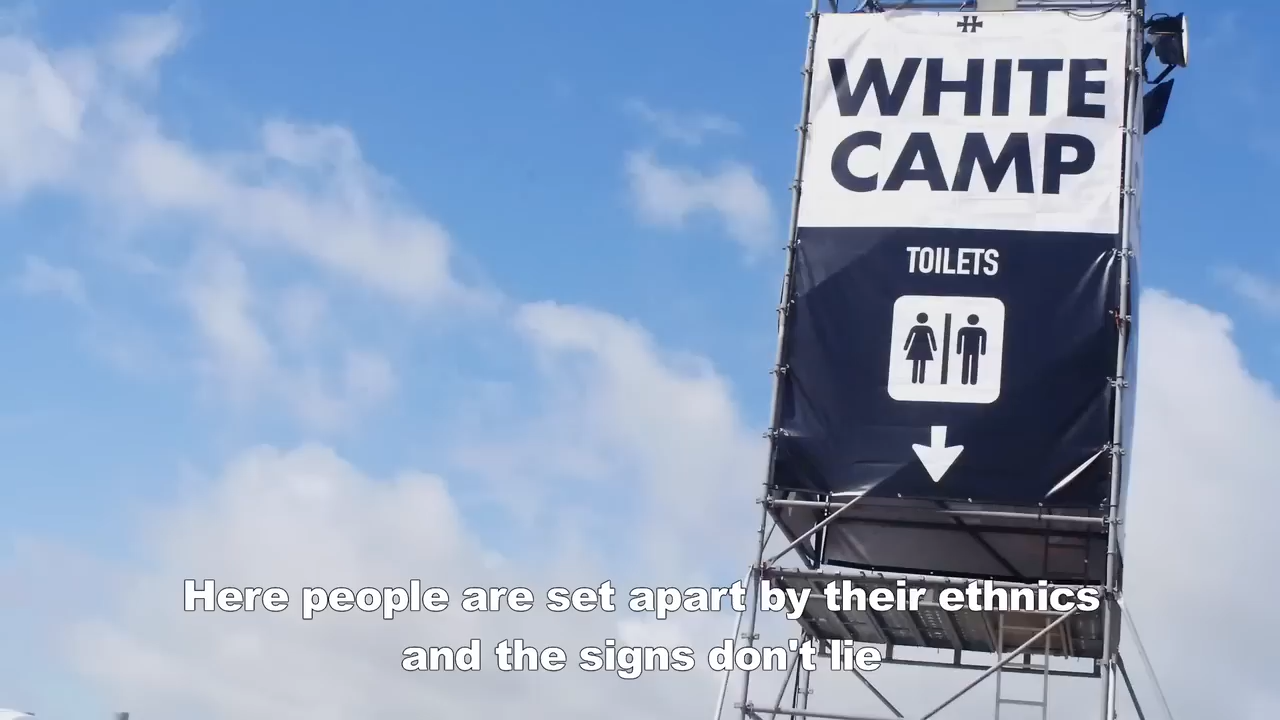 WHITE
CAMP
TOILETS
Here people are set apart by their ethnics
and the signs don't lie